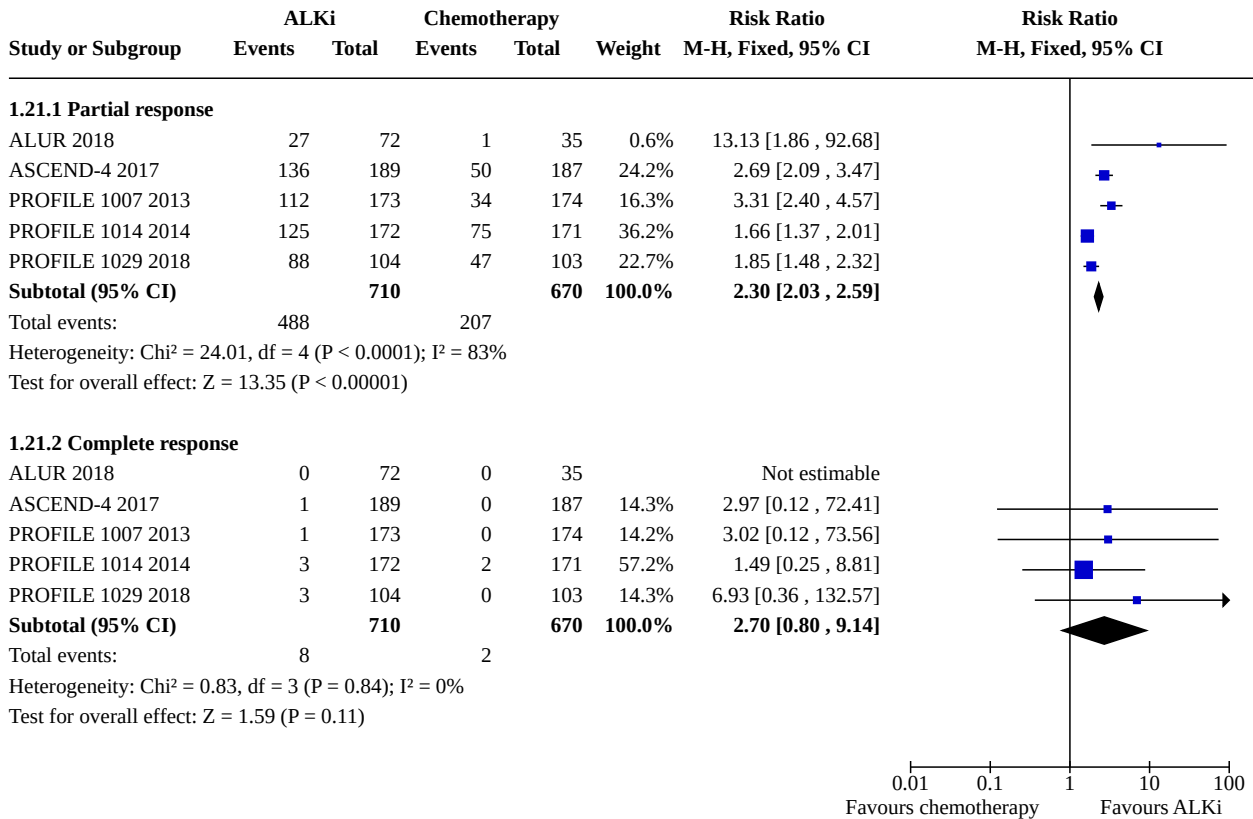 ALKi Chemotherapy Risk Ratio Risk Ratio
Study or Subgroup Events Total Events Total Weight M-H, Fixed, 95% CI M-H, Fixed, 95% CI
1.21.1 Partial response
ALUR 2018 27 72 1 35 0.6% 13.13 [1.86 , 92.68]
ASCEND-4 2017 136 189 50 187 24.2% 2.69 [2.09 , 3.47]
PROFILE 1007 2013 112 173 34 174 16.3% 3.31 [2.40 , 4.57]
PROFILE 1014 2014 125 172 75 171 36.2% 1.66 [1.37 , 2.01]
PROFILE 1029 2018 88 104 47 103 22.7% 1.85 [1.48 , 2.32]
Subtotal (95% CI) 710 670 100.0% 2.30 [2.03 , 2.59]
Total events: 488 207
Heterogeneity: Chi² = 24.01, df = 4 (P < 0.0001); I² = 83%
Test for overall effect: Z = 13.35 (P < 0.00001)
1.21.2 Complete response
ALUR 2018 0 72 0 35 Not estimable
ASCEND-4 2017 1 189 0 187 14.3% 2.97 [0.12 , 72.41]
PROFILE 1007 2013 1 173 0 174 14.2% 3.02 [0.12 , 73.56]
PROFILE 1014 2014 3 172 2 171 57.2% 1.49 [0.25 , 8.81]
PROFILE 1029 2018 3 104 0 103 14.3% 6.93 [0.36 , 132.57]
Subtotal (95% CI) 710 670 100.0% 2.70 [0.80 , 9.14]
Total events: 8 2
Heterogeneity: Chi² = 0.83, df = 3 (P = 0.84); I² = 0%
Test for overall effect: Z = 1.59 (P = 0.11)
0.01 0.1 1 10 100
Favours chemotherapy Favours ALKi